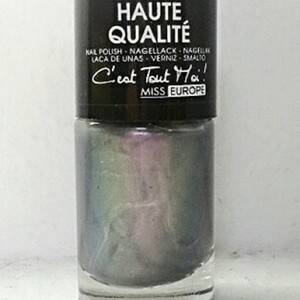 HAUTE
QUALITÉ
NAIL POLISH - NAGELLACK - NAGELLAK
LACA DE UNAS - VERNIZ - SMALTO
C'est Tout Moi!
MISS EUROPE